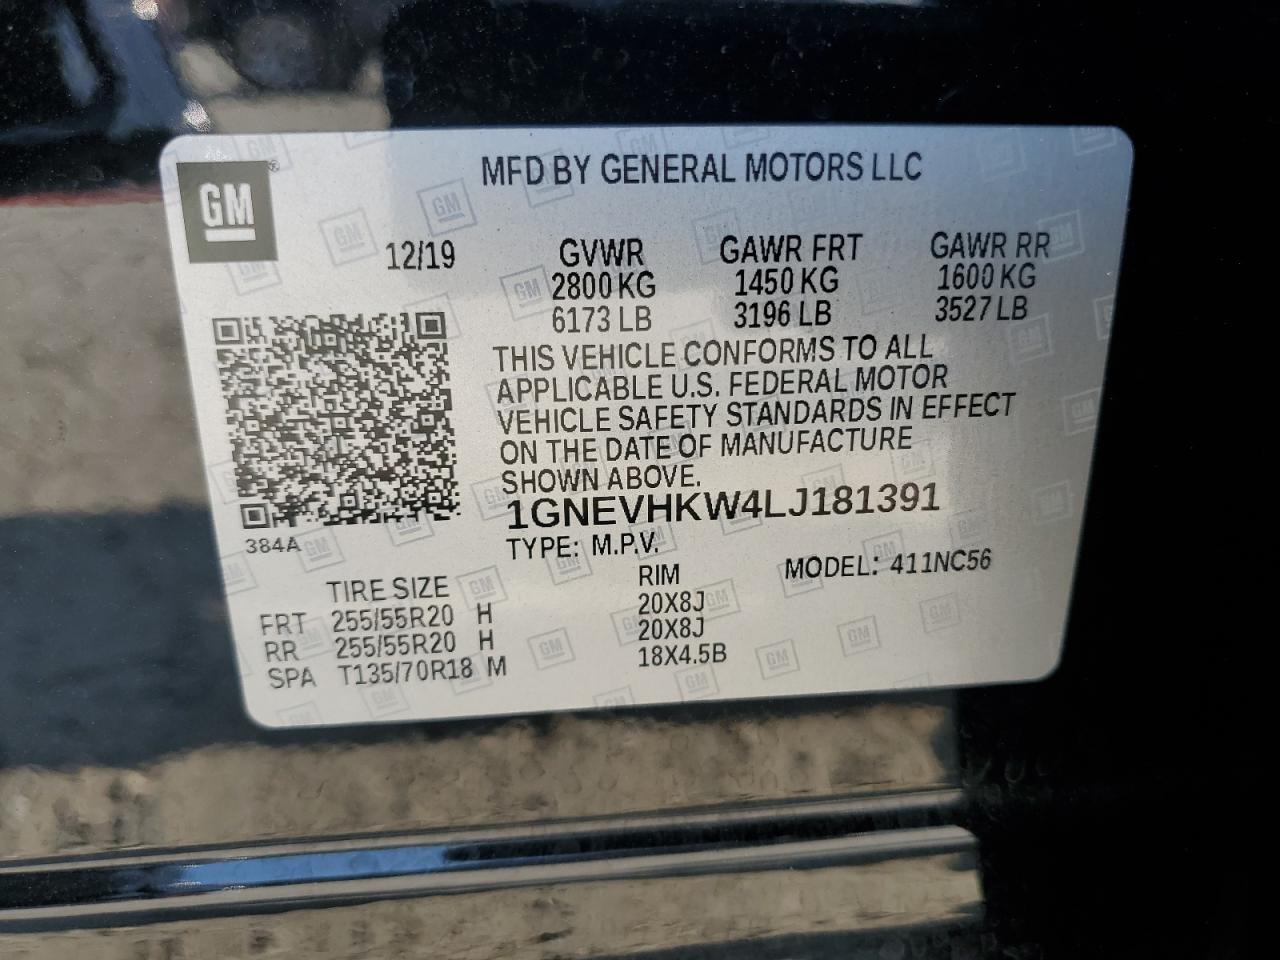 GM
MFD BY GENERAL MOTORS LLC
12/19 GVWR GAWR FRT GAWR RR
2800 KG 1450 KG 1600 KG
6173 LB 3196 LB 3527 LB
THIS VEHICLE CONFORMS TO ALL
APPLICABLE U.S. FEDERAL MOTOR
VEHICLE SAFETY STANDARDS IN EFFECT
ON THE DATE OF MANUFACTURE
SHOWN ABOVE.
1GNEVHKW4LJ181391
384A
TYPE: M.P.V.
MODEL: 411NC56
TIRE SIZE RIM
FRT 255/55R20 H 20X8J
RR 255/55R20 H 20X8J
SPA T135/70R18 M 18X4.5B